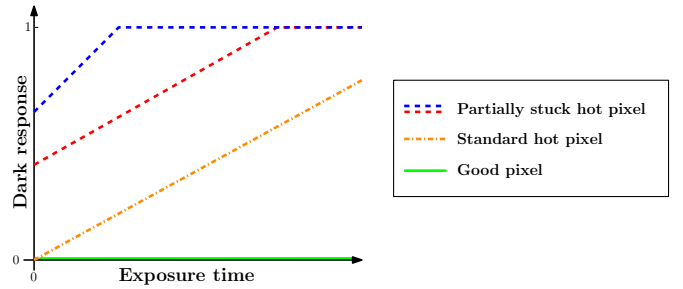 1
Dark response
0
0
Exposure time
Partially stuck hot pixel
Standard hot pixel
Good pixel